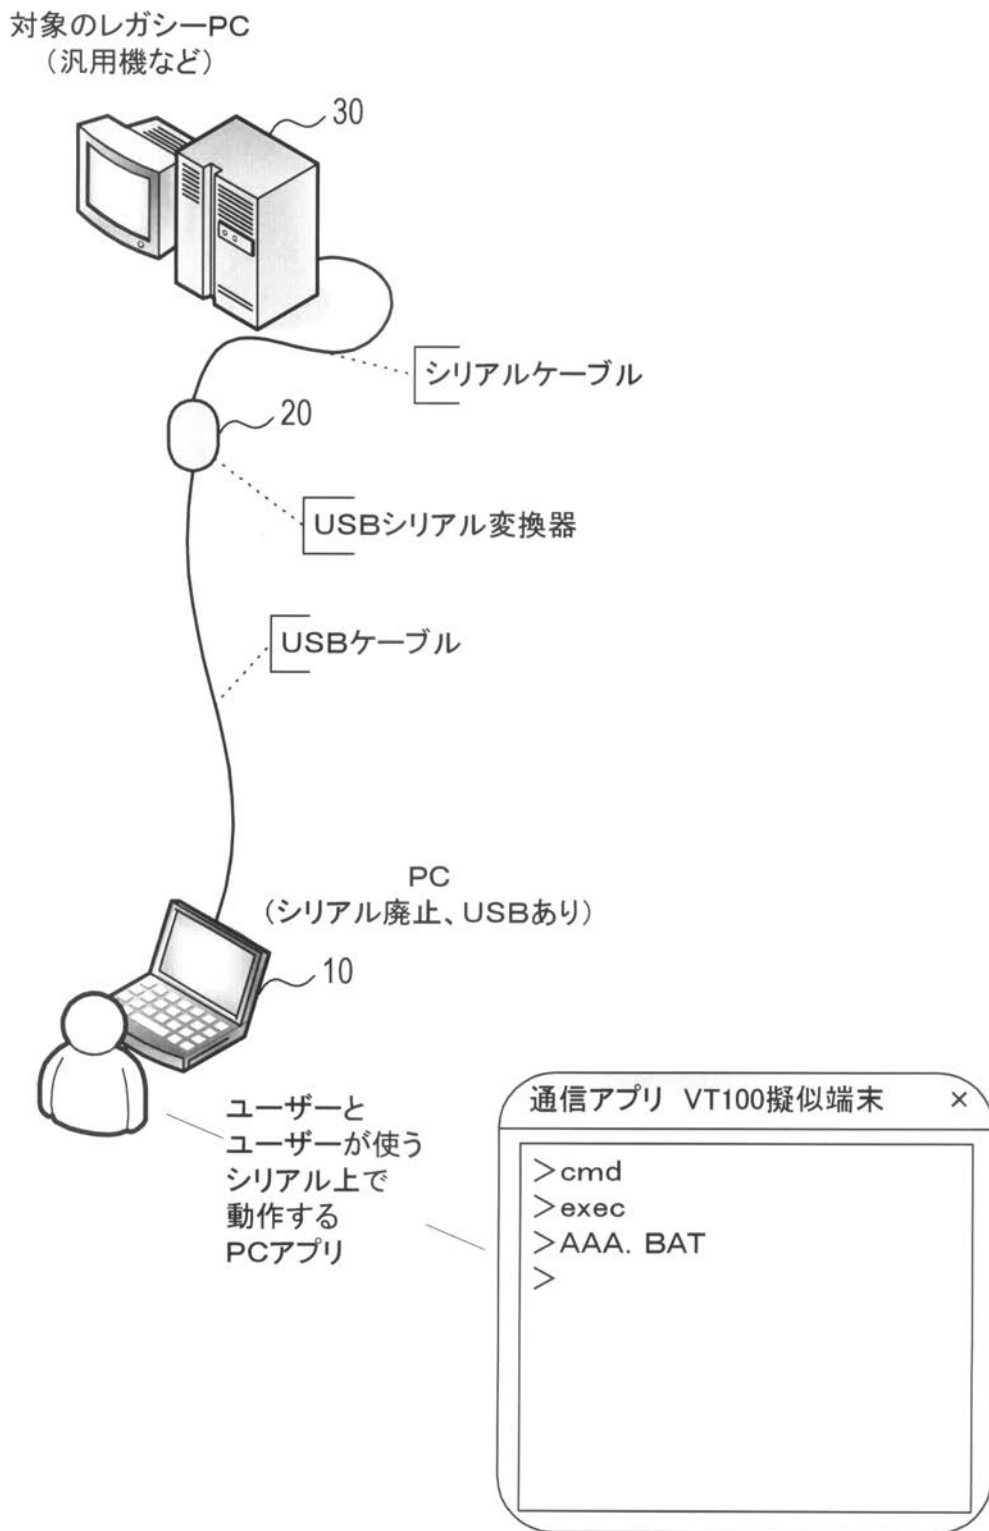 対象のレガシーPC
（汎用機など）
30
シリアルケーブル
20
USBシリアル変換器
USBケーブル
PC
（シリアル廃止、USBあり）
10
ユーザーと
ユーザーが使う
シリアル上で
動作する
PCアプリ
通信アプリ VT100擬似端末 ×
＞cmd
＞exec
＞AAA. BAT
＞